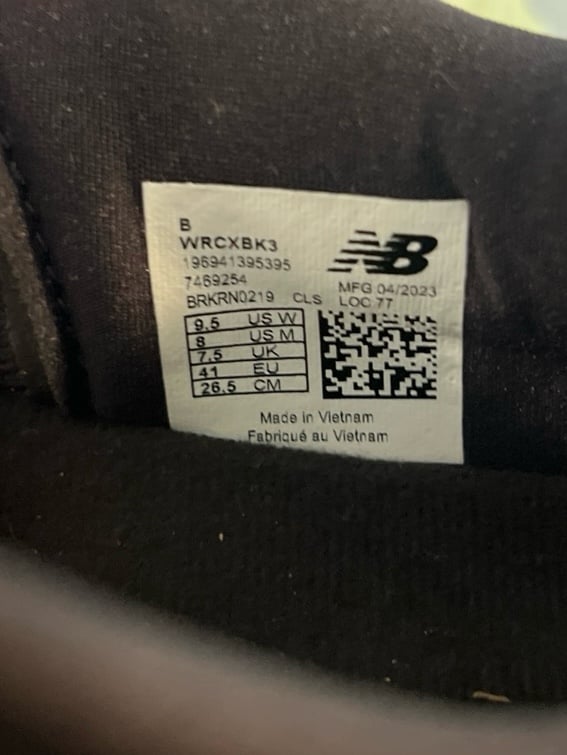 B
WRCXBK3
NB
196941395395
7469254
MFG 04/2023
BRKRN0219 CLS LOC 77
9.5 US W
8 US M
7.5 UK
41 EU
26.5 CM
Made in Vietnam
Fabriqué au Vietnam